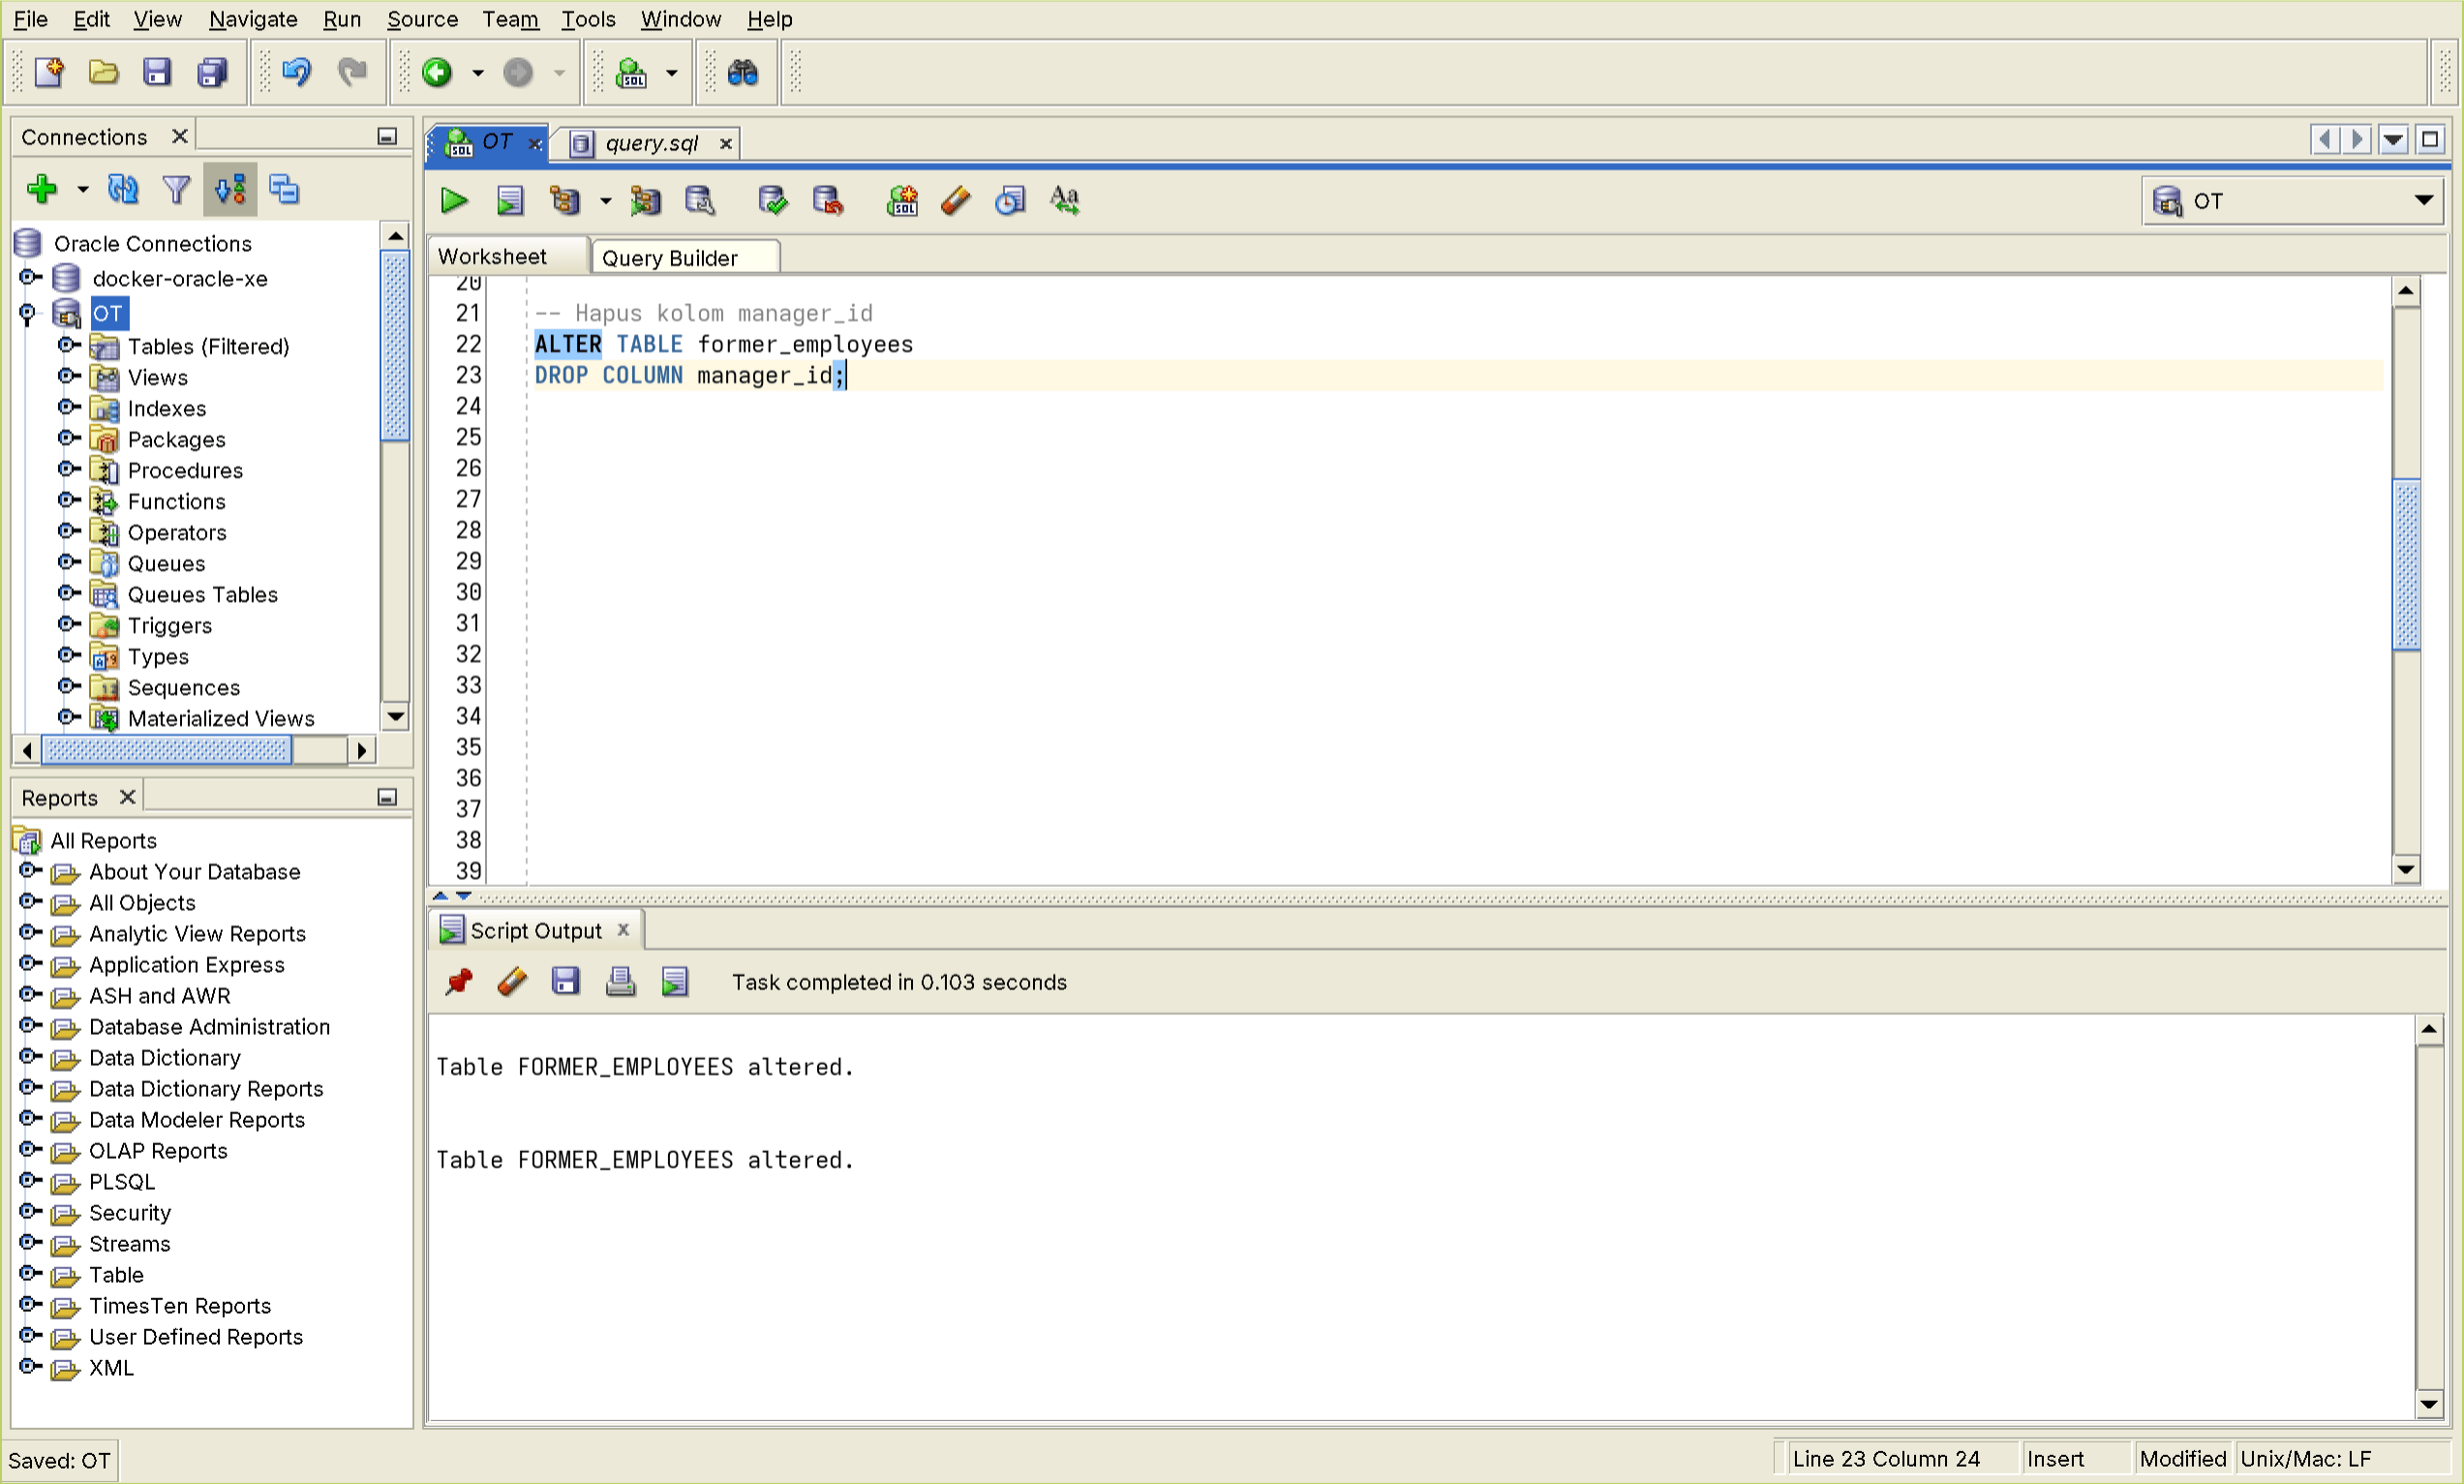 File Edit View Navigate Run Source Team Tools Window Help
Connections
Oracle Connections
docker-oracle-xe
OT
Tables (Filtered)
Views
Indexes
Packages
Procedures
Functions
Operators
Queues
Queues Tables
Triggers
Types
Sequences
Materialized Views
Reports
All Reports
About Your Database
All Objects
Analytic View Reports
Application Express
ASH and AWR
Database Administration
Data Dictionary
Data Dictionary Reports
Data Modeler Reports
OLAP Reports
PLSQL
Security
Streams
Table
TimesTen Reports
User Defined Reports
XML
OT query.sql
OT
Worksheet Query Builder
20
21 -- Hapus kolom manager_id
22 ALTER TABLE former_employees
23 DROP COLUMN manager_id;
24
25
26
27
28
29
30
31
32
33
34
35
36
37
38
39
Script Output
Task completed in 0.103 seconds
Table FORMER_EMPLOYEES altered.
Table FORMER_EMPLOYEES altered.
Saved: OT
Line 23 Column 24 Insert Modified Unix/Mac: LF